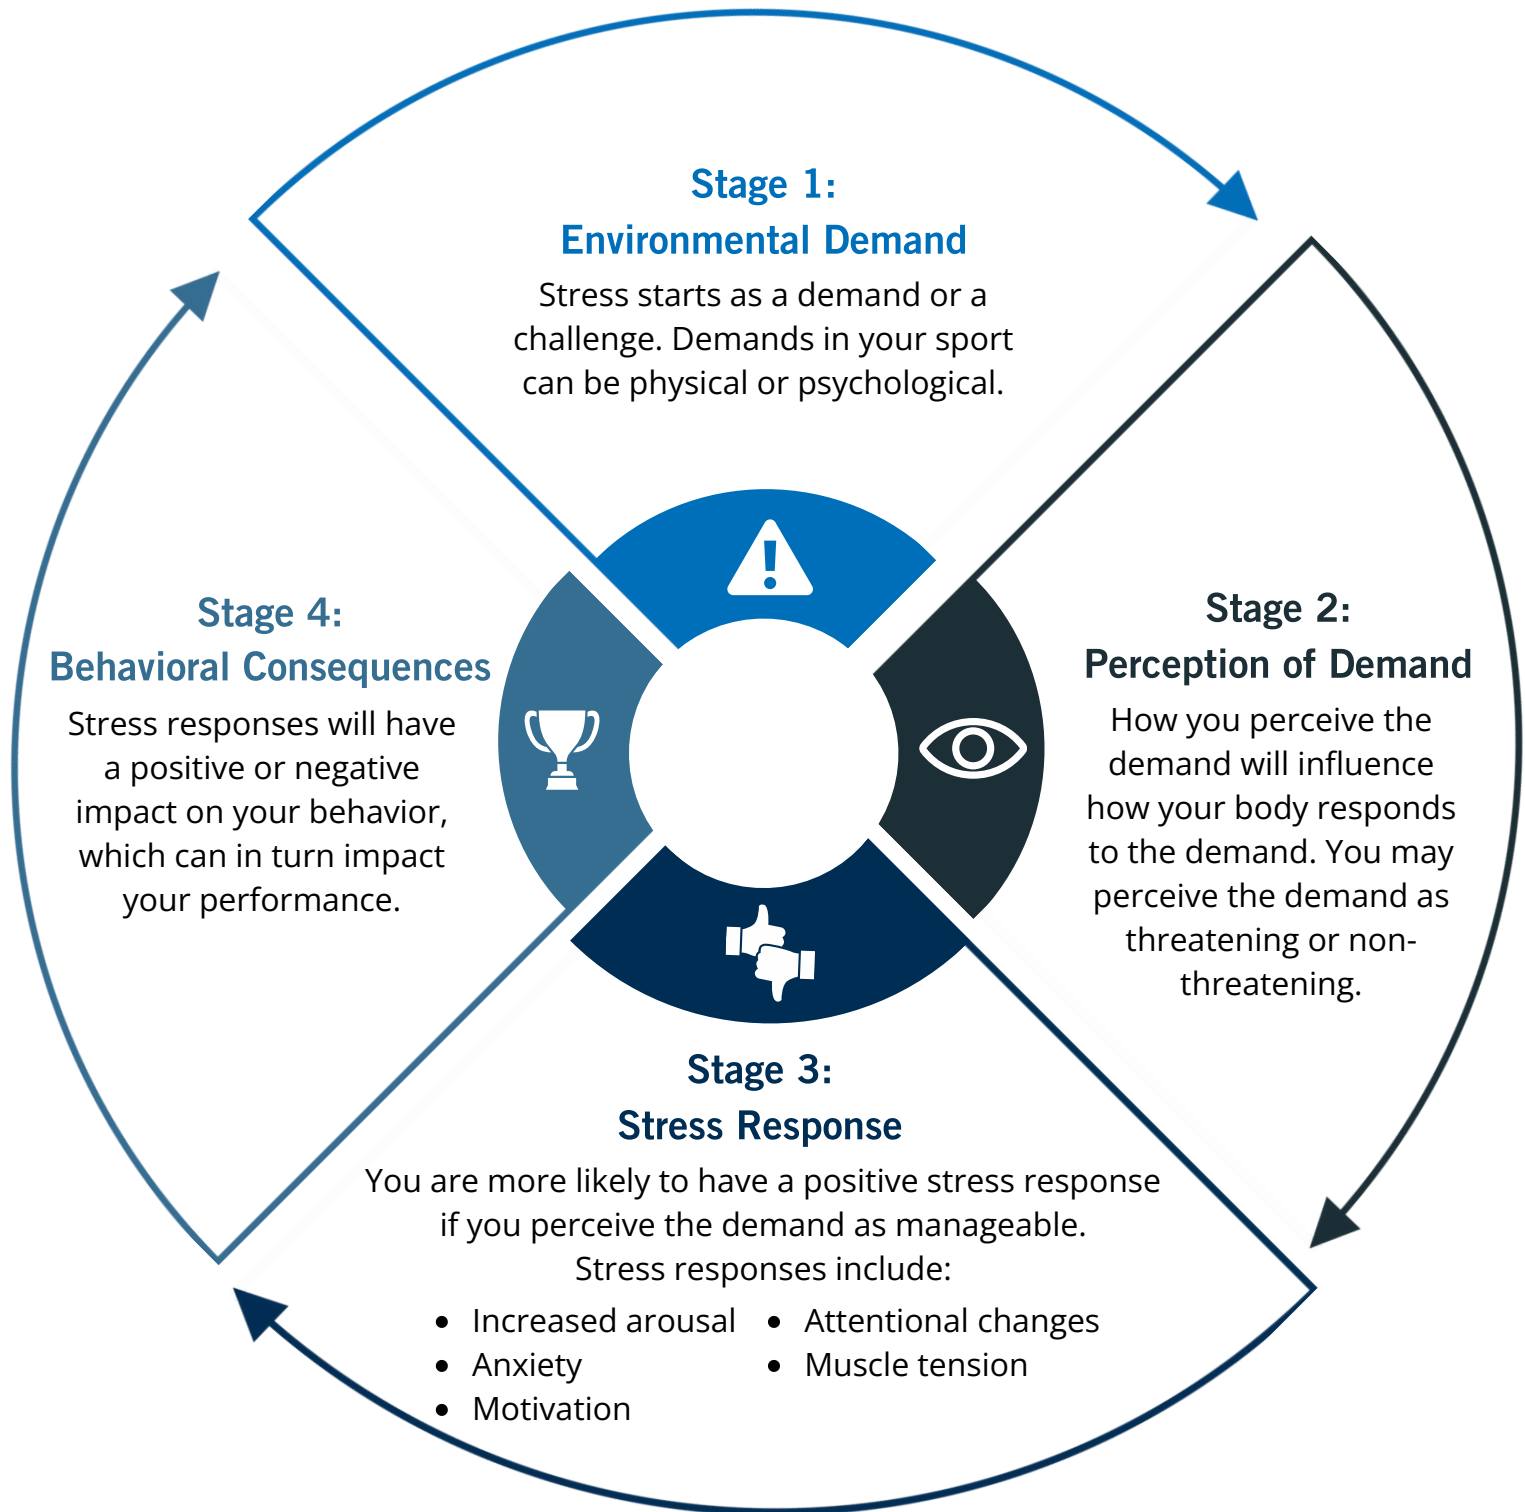 Stage 1:
Environmental Demand
Stress starts as a demand or a
challenge. Demands in your sport
can be physical or psychological.
Stage 2:
Perception of Demand
How you perceive the
demand will influence
how your body responds
to the demand. You may
perceive the demand as
threatening or non-
threatening.
Stage 3:
Stress Response
You are more likely to have a positive stress response
if you perceive the demand as manageable.
Stress responses include:
• Increased arousal
• Anxiety
• Motivation
• Attentional changes
• Muscle tension
Stage 4:
Behavioral Consequences
Stress responses will have
a positive or negative
impact on your behavior,
which can in turn impact
your performance.